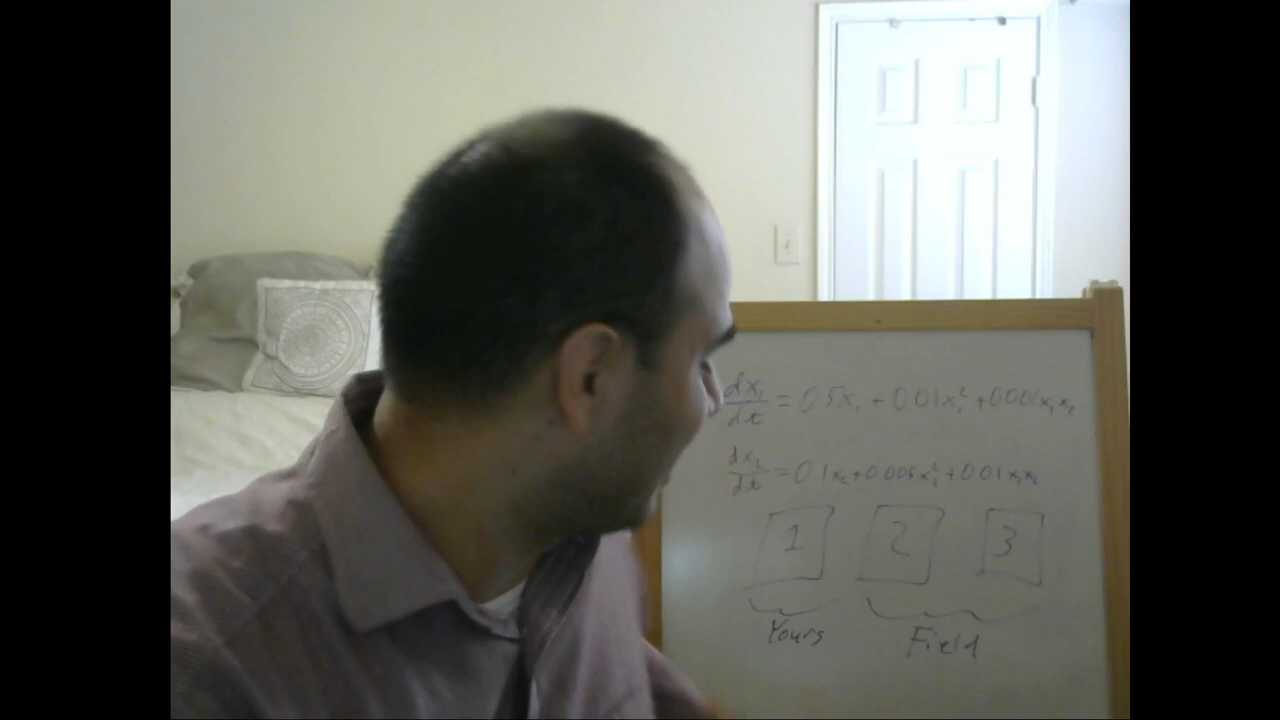 dx₁/dt = 0.5x₁ + 0.01x₁² + 0.001x₁x₂
dx₂/dt = 0.1x₂ + 0.005x₂² + 0.01x₁x₂
1 2 3
Yours Field